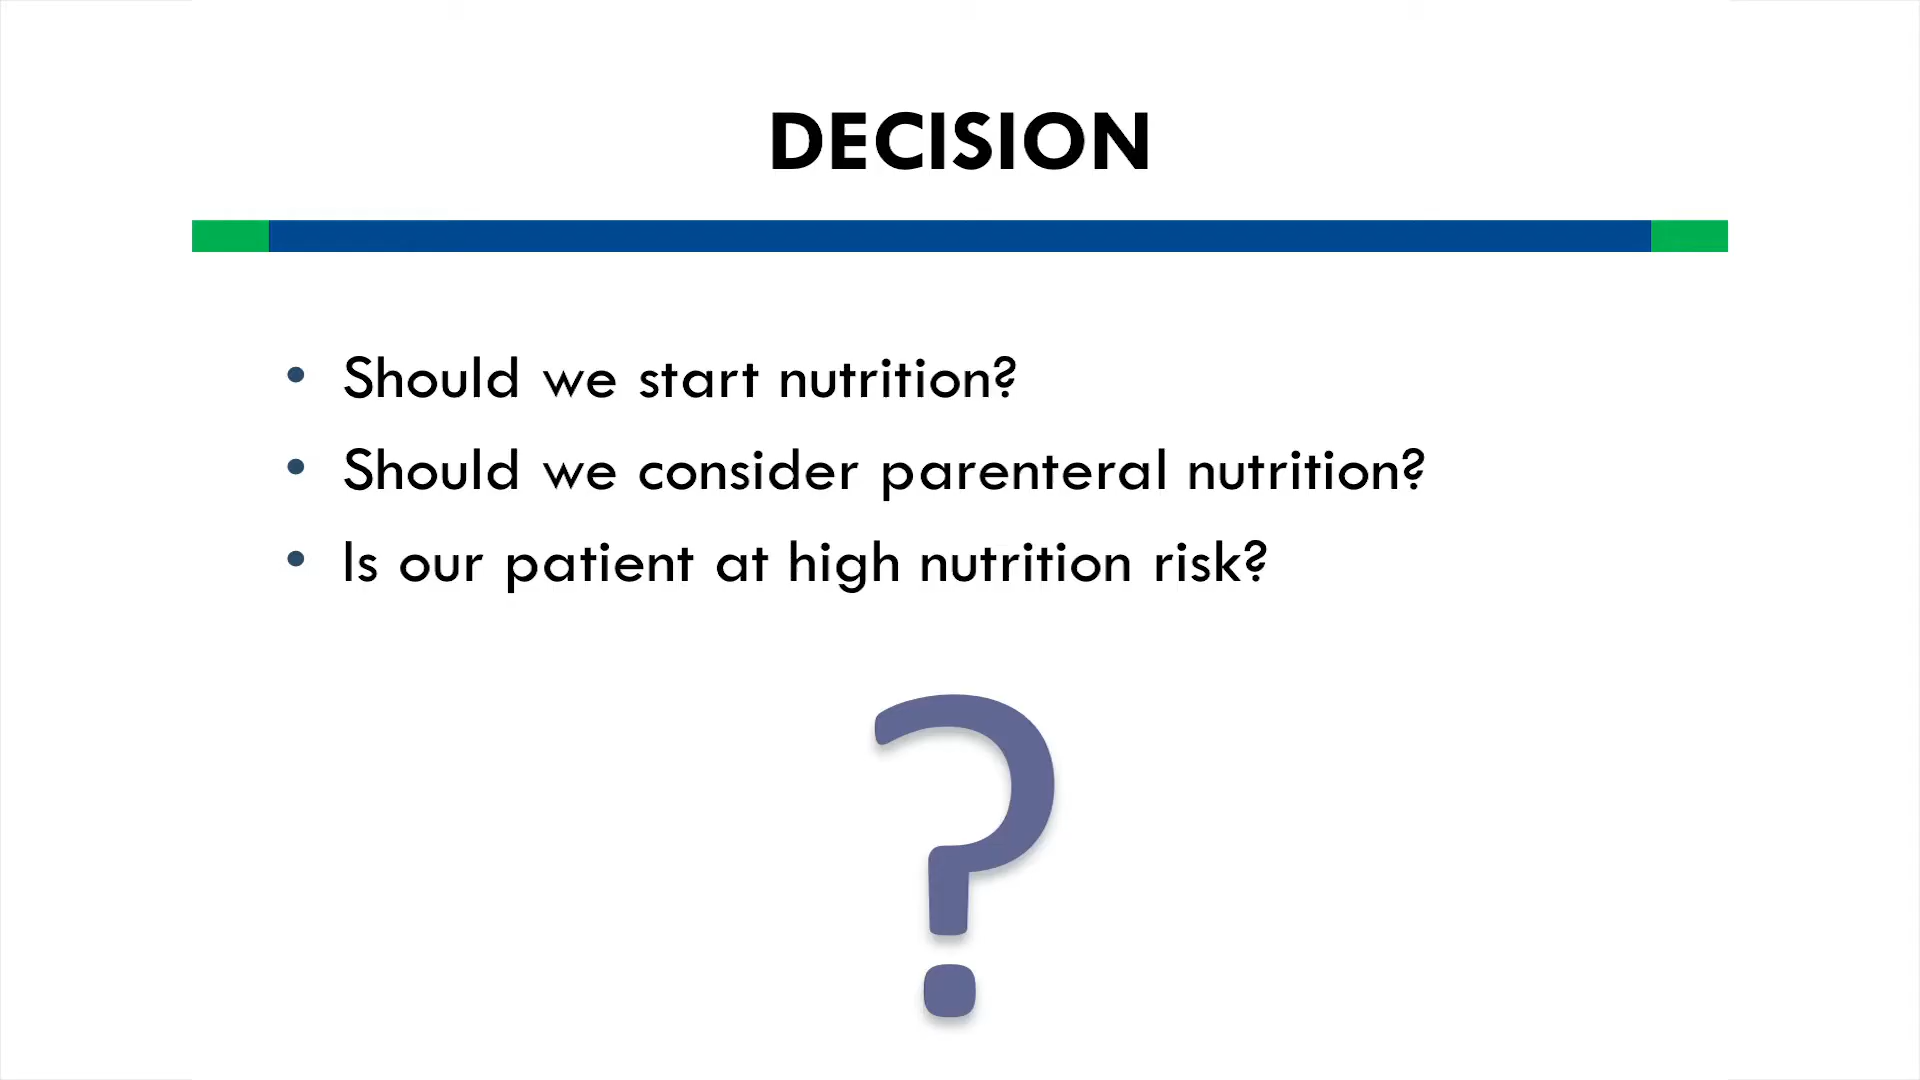 DECISION
• Should we start nutrition?
• Should we consider parenteral nutrition?
• Is our patient at high nutrition risk?
?